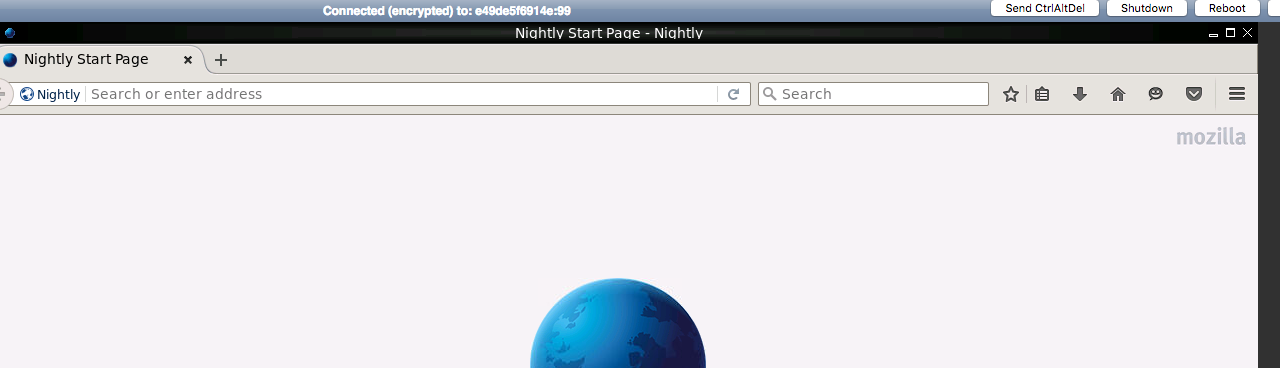 Connected (encrypted) to: e49de5f6914e:99
Send CtrlAltDel
Shutdown
Reboot
Nightly Start Page - Nightly
Nightly Start Page
Nightly
Search or enter address
Search
mozilla